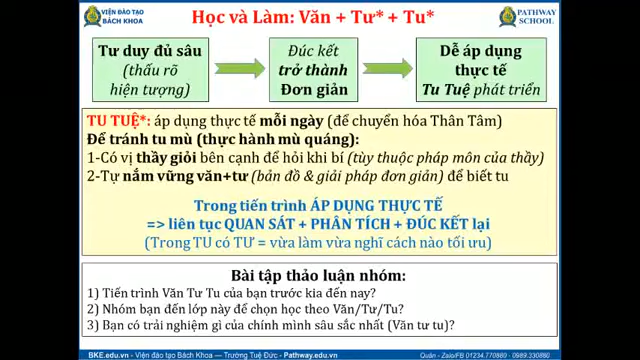 VIỆN ĐÀO TẠO
BÁCH KHOA
Học và Làm: Văn + Tư* + Tu*
PATHWAY
SCHOOL
Tư duy đủ sâu
(thấu rõ
hiện tượng)
Đúc kết
trở thành
Đơn giản
Dễ áp dụng
thực tế
Tu Tuệ phát triển
TU TUỆ*: áp dụng thực tế mỗi ngày (để chuyển hóa Thân Tâm)
Để tránh tu mù (thực hành mù quáng):
1-Có vị thầy giỏi bên cạnh để hỏi khi bí (tùy thuộc pháp môn của thầy)
2-Tự nắm vững văn+tư (bản đồ & giải pháp đơn giản) để biết tu
Trong tiến trình ÁP DỤNG THỰC TẾ
=> liên tục QUAN SÁT + PHÂN TÍCH + ĐÚC KẾT lại
(Trong TU có TƯ = vừa làm vừa nghĩ cách nào tối ưu)
Bài tập thảo luận nhóm:
1) Tiến trình Văn Tư Tu của bạn trước kia đến nay?
2) Nhóm bạn đến lớp này để chọn học theo Văn/Tư/Tu?
3) Bạn có trải nghiệm gì của chính mình sâu sắc nhất (Văn tư tu)?
BKE.edu.vn - Viện đào tạo Bách Khoa — Trường Tuệ Đức - Pathway.edu.vn
Quân - Zalo/FB 01234.770880 - 0989.330880